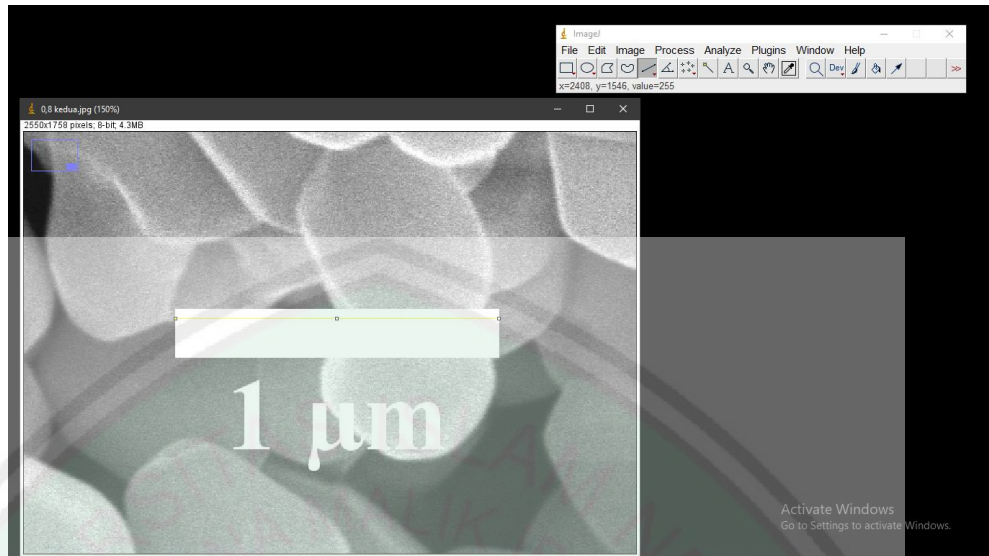 ImageJ
File Edit Image Process Analyze Plugins Window Help
Dev
x=2408, y=1546, value=255
0,8 kedua.jpg (150%)
2550x1758 pixels; 8-bit; 4.3MB
1 µm
Activate Windows
Go to Settings to activate Windows.